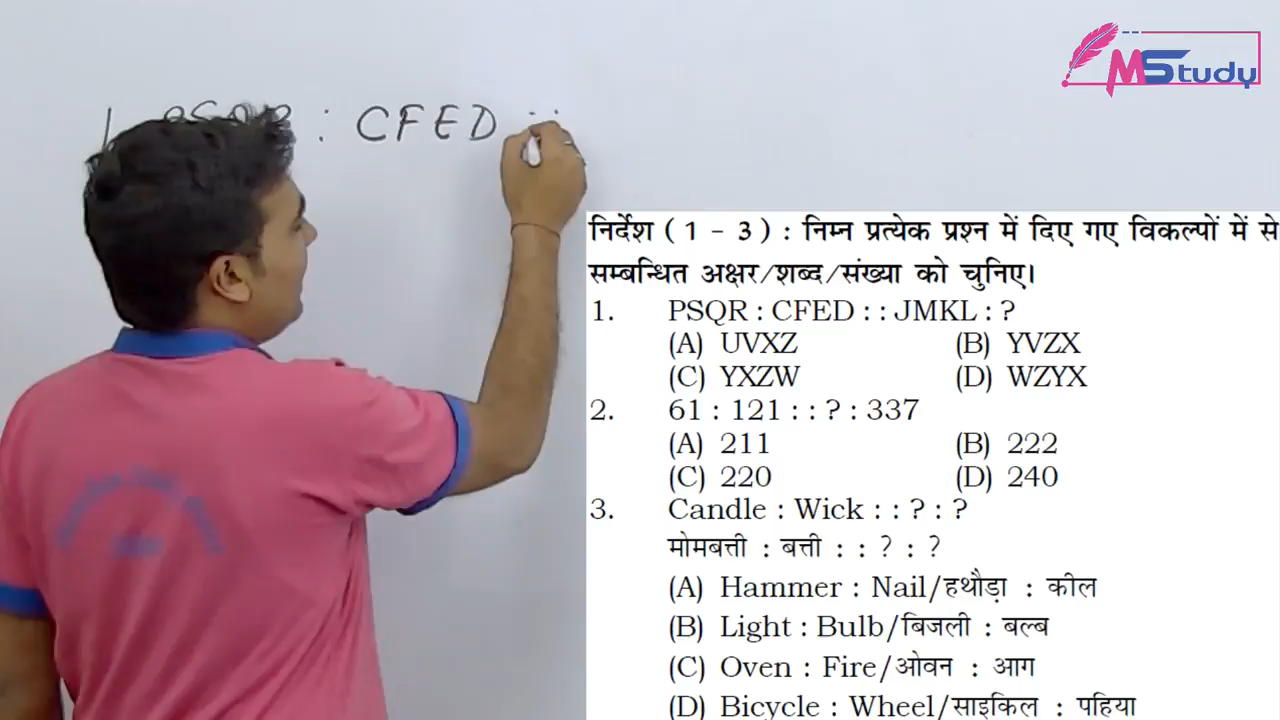 MStudy
1 PSQR : CFED ::
निर्देश ( 1 - 3 ) : निम्न प्रत्येक प्रश्न में दिए गए विकल्पों में से
सम्बन्धित अक्षर/शब्द/संख्या को चुनिए।
1. PSQR : CFED : : JMKL : ?
(A) UVXZ (B) YVZX
(C) YXZW (D) WZYX
2. 61 : 121 : : ? : 337
(A) 211 (B) 222
(C) 220 (D) 240
3. Candle : Wick : : ? : ?
मोमबत्ती : बत्ती : : ? : ?
(A) Hammer : Nail/हथौड़ा : कील
(B) Light : Bulb/बिजली : बल्ब
(C) Oven : Fire/ओवन : आग
(D) Bicycle : Wheel/साइकिल : पहिया